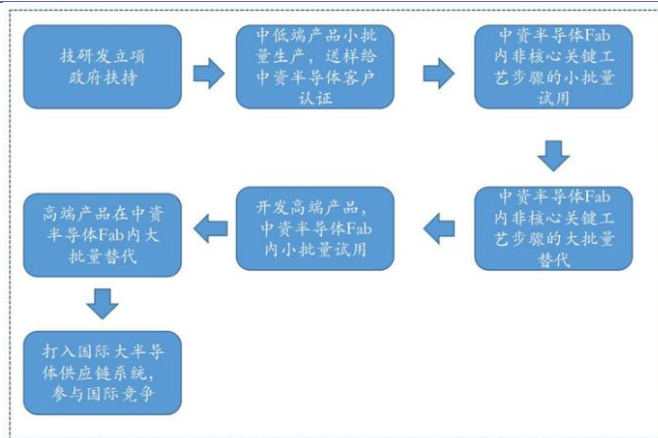 技研发立项
政府扶持
中低端产品小批
量生产，送样给
中资半导体客户
认证
中资半导体Fab
内非核心关键工
艺步骤的小批量
试用
中资半导体Fab
内非核心关键工
艺步骤的大批量
替代
开发高端产品，
中资半导体Fab
内小批量试用
高端产品在中资
半导体Fab内大
批量替代
打入国际大半导
体供应链系统，
参与国际竞争